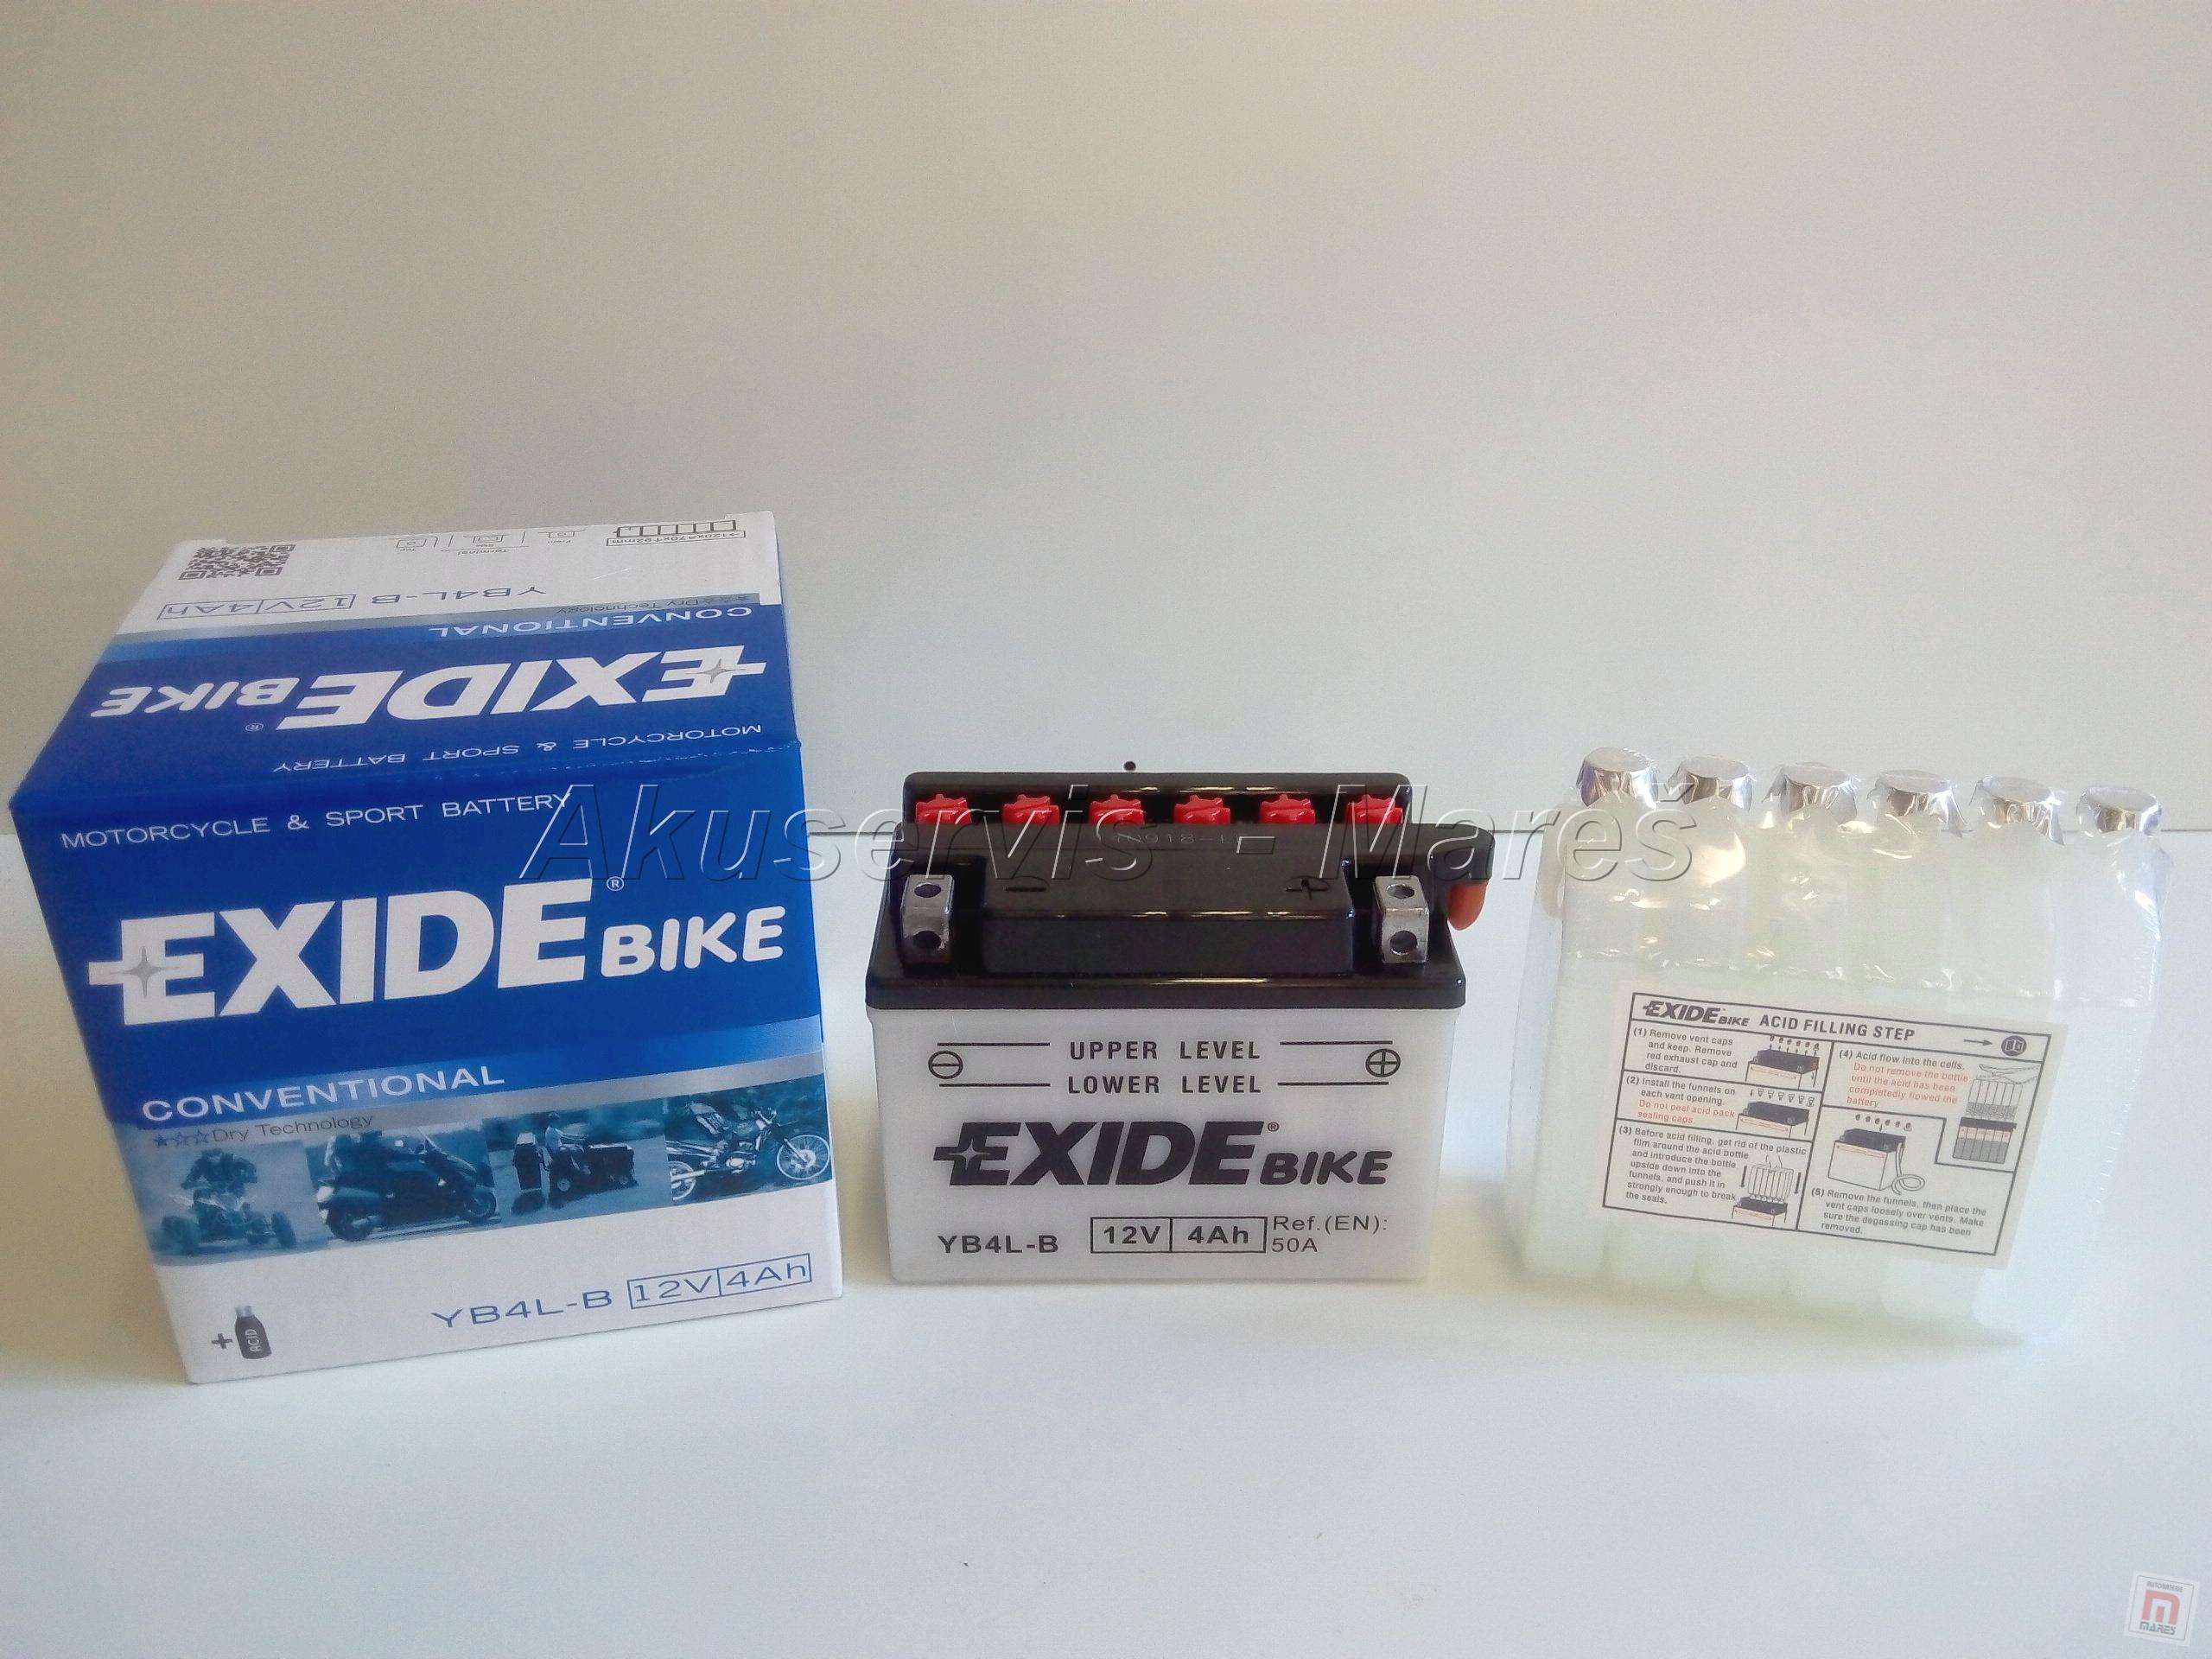 120x70x92mm
Terminal
YB4L-B 12V 4Ah
☆☆Dry Technology
CONVENTIONAL
EXIDE® BIKE
MOTORCYCLE & SPORT BATTERY
MOTORCYCLE & SPORT BATTERY
EXIDE® BIKE
CONVENTIONAL
★☆☆Dry Technology
YB4L-B 12V 4Ah
+ ACID
Akuservis - Mareś
- +
UPPER LEVEL
LOWER LEVEL
EXIDE® BIKE
YB4L-B 12V 4Ah Ref.(EN):
50A
EXIDE BIKE ACID FILLING STEP
(1) Remove vent caps
and keep. Remove
red exhaust cap and
discard.
(2) Install the funnels on
each vent opening.
Do not peel acid pack
sealing caps.
(3) Before acid filling, get rid of the plastic
film around the acid bottle
and introduce the bottle
upside down into the
funnels, and push it in
strongly enough to break
the seals.
(4) Acid flow into the cells.
Do not remove the bottle
until the acid has been
completely flowed the
battery
(5) Remove the funnels, then place the
vent caps loosely over vents. Make
sure the degassing cap has been
removed.
AUTOBATERIE
M
MAREŠ